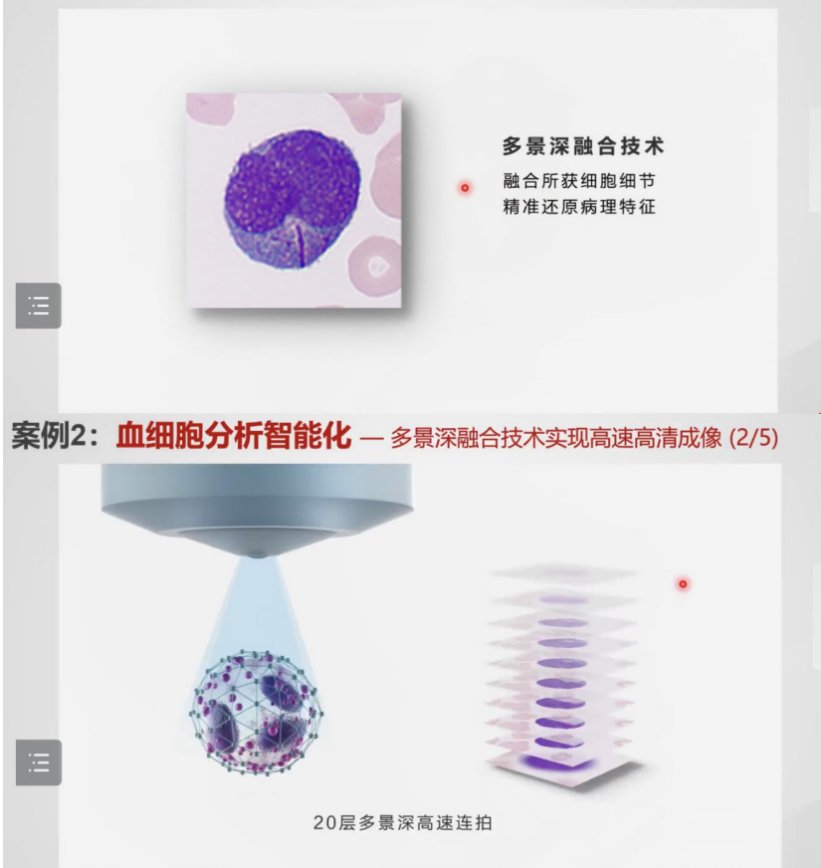 多景深融合技术
融合所获细胞细节
精准还原病理特征
案例2：血细胞分析智能化 — 多景深融合技术实现高速高清成像 (2/5)
20层多景深高速连拍